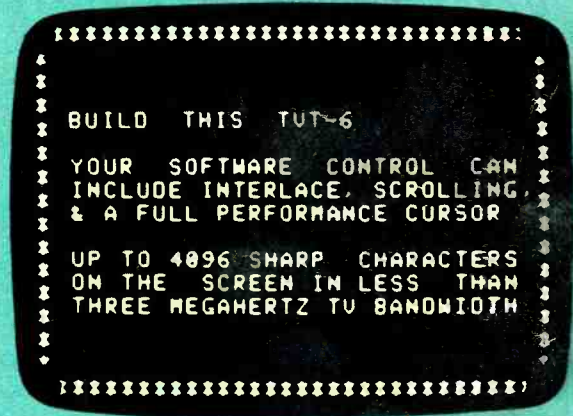 BUILD THIS TVT-6
YOUR SOFTWARE CONTROL CAN
INCLUDE INTERLACE, SCROLLING,
& A FULL PERFORMANCE CURSOR
UP TO 4096 SHARP CHARACTERS
ON THE SCREEN IN LESS THAN
THREE MEGAHERTZ TV BANDWIDTH